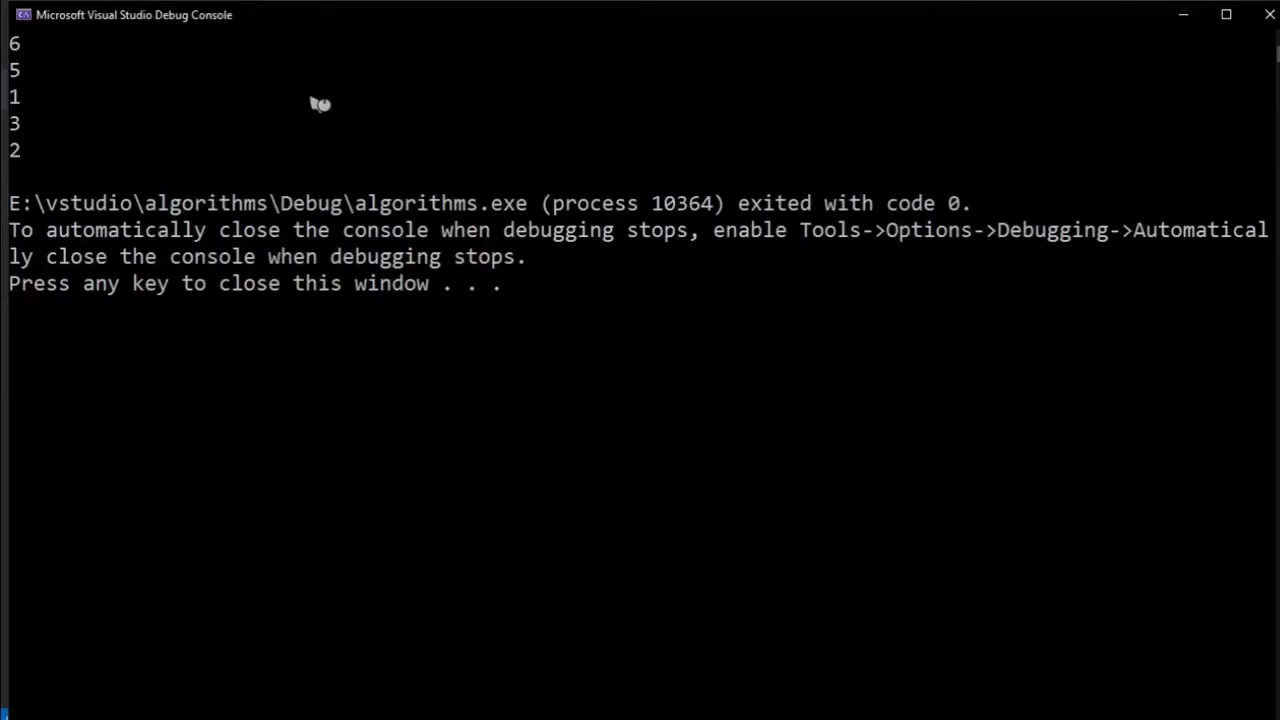 Microsoft Visual Studio Debug Console
6
5
1
3
2
E:\vstudio\algorithms\Debug\algorithms.exe (process 10364) exited with code 0.
To automatically close the console when debugging stops, enable Tools->Options->Debugging->Automatical
ly close the console when debugging stops.
Press any key to close this window . . .